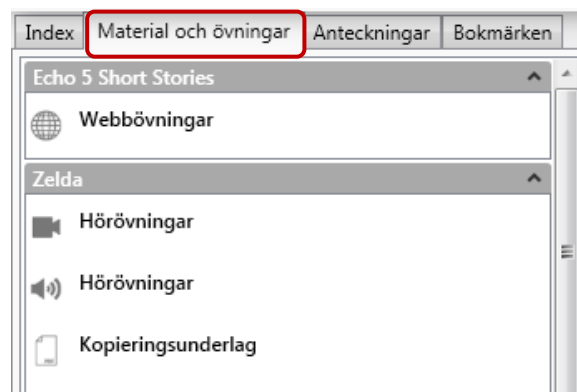 Index Material och övningar Anteckningar Bokmärken
Echo 5 Short Stories
Webbövningar
Zelda
Hörövningar
Hörövningar
Kopieringsunderlag